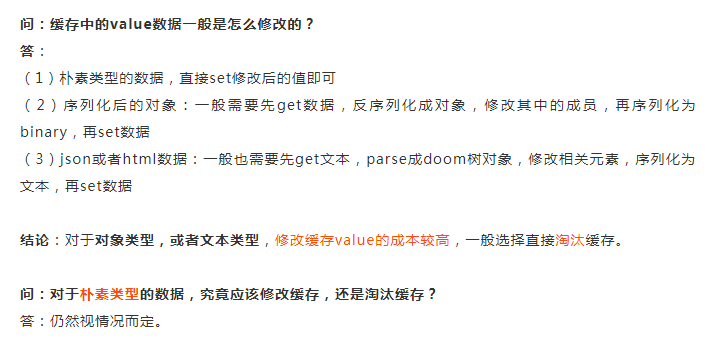 问：缓存中的value数据一般是怎么修改的？
答：
（1）朴素类型的数据，直接set修改后的值即可
（2）序列化后的对象：一般需要先get数据，反序列化成对象，修改其中的成员，再序列化为
binary，再set数据
（3）json或者html数据：一般也需要先get文本，parse成doom树对象，修改相关元素，序列化为
文本，再set数据
结论：对于对象类型，或者文本类型，修改缓存value的成本较高，一般选择直接淘汰缓存。
问：对于朴素类型的数据，究竟应该修改缓存，还是淘汰缓存？
答：仍然视情况而定。